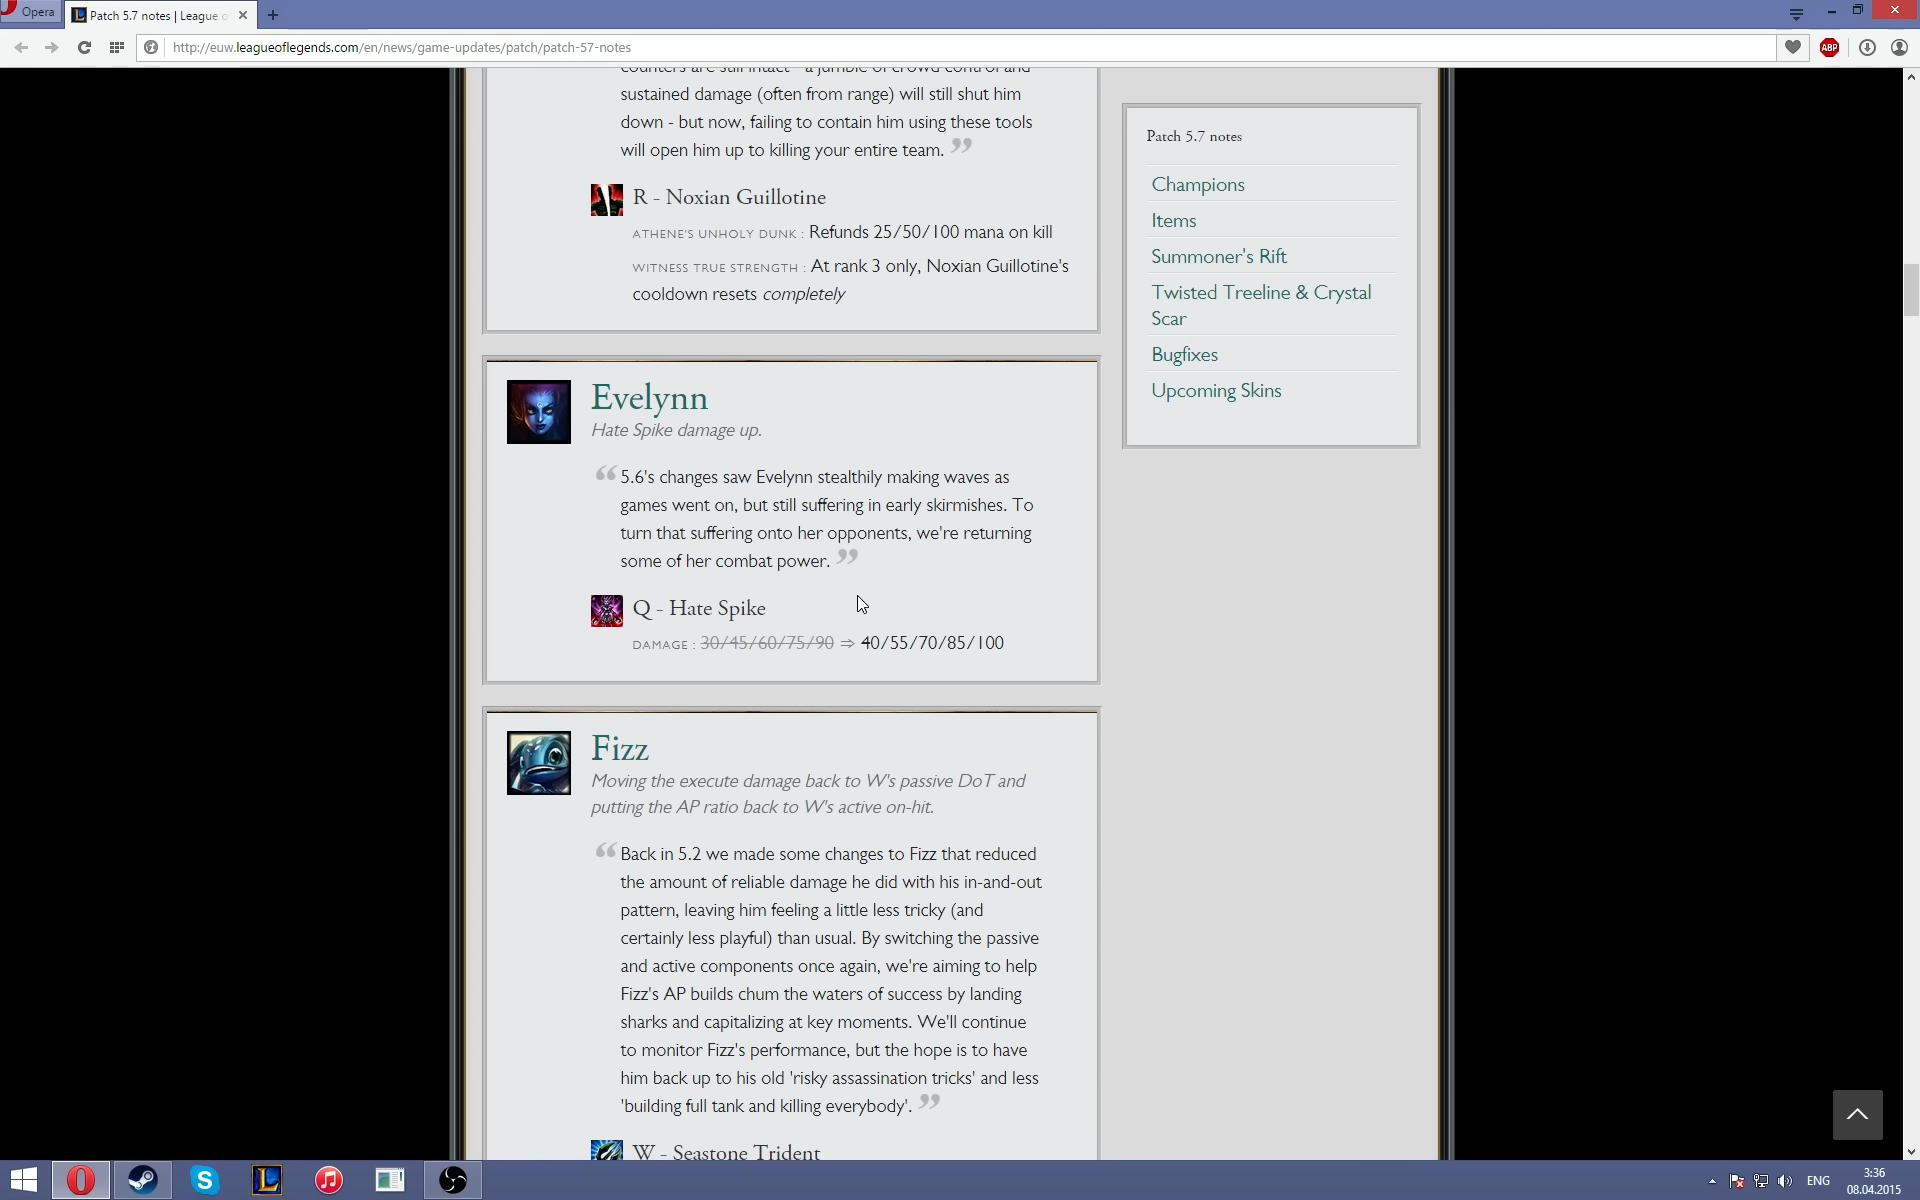 Opera
Patch 5.7 notes | League o
http://euw.leagueoflegends.com/en/news/game-updates/patch/patch-57-notes
ABP
counters are still intact - a jumble of crowd control and
sustained damage (often from range) will still shut him
down - but now, failing to contain him using these tools
will open him up to killing your entire team. ”
R - Noxian Guillotine
ATHENE'S UNHOLY DUNK : Refunds 25/50/100 mana on kill
WITNESS TRUE STRENGTH : At rank 3 only, Noxian Guillotine's
cooldown resets completely
Evelynn
Hate Spike damage up.
“ 5.6's changes saw Evelynn stealthily making waves as
games went on, but still suffering in early skirmishes. To
turn that suffering onto her opponents, we're returning
some of her combat power. ”
Q - Hate Spike
DAMAGE : 30/45/60/75/90 ⇒ 40/55/70/85/100
Fizz
Moving the execute damage back to W's passive DoT and
putting the AP ratio back to W's active on-hit.
“ Back in 5.2 we made some changes to Fizz that reduced
the amount of reliable damage he did with his in-and-out
pattern, leaving him feeling a little less tricky (and
certainly less playful) than usual. By switching the passive
and active components once again, we're aiming to help
Fizz's AP builds chum the waters of success by landing
sharks and capitalizing at key moments. We'll continue
to monitor Fizz's performance, but the hope is to have
him back up to his old 'risky assassination tricks' and less
'building full tank and killing everybody'. ”
W - Seastone Trident
Patch 5.7 notes
Champions
Items
Summoner's Rift
Twisted Treeline & Crystal
Scar
Bugfixes
Upcoming Skins
ENG
3:36
08.04.2015